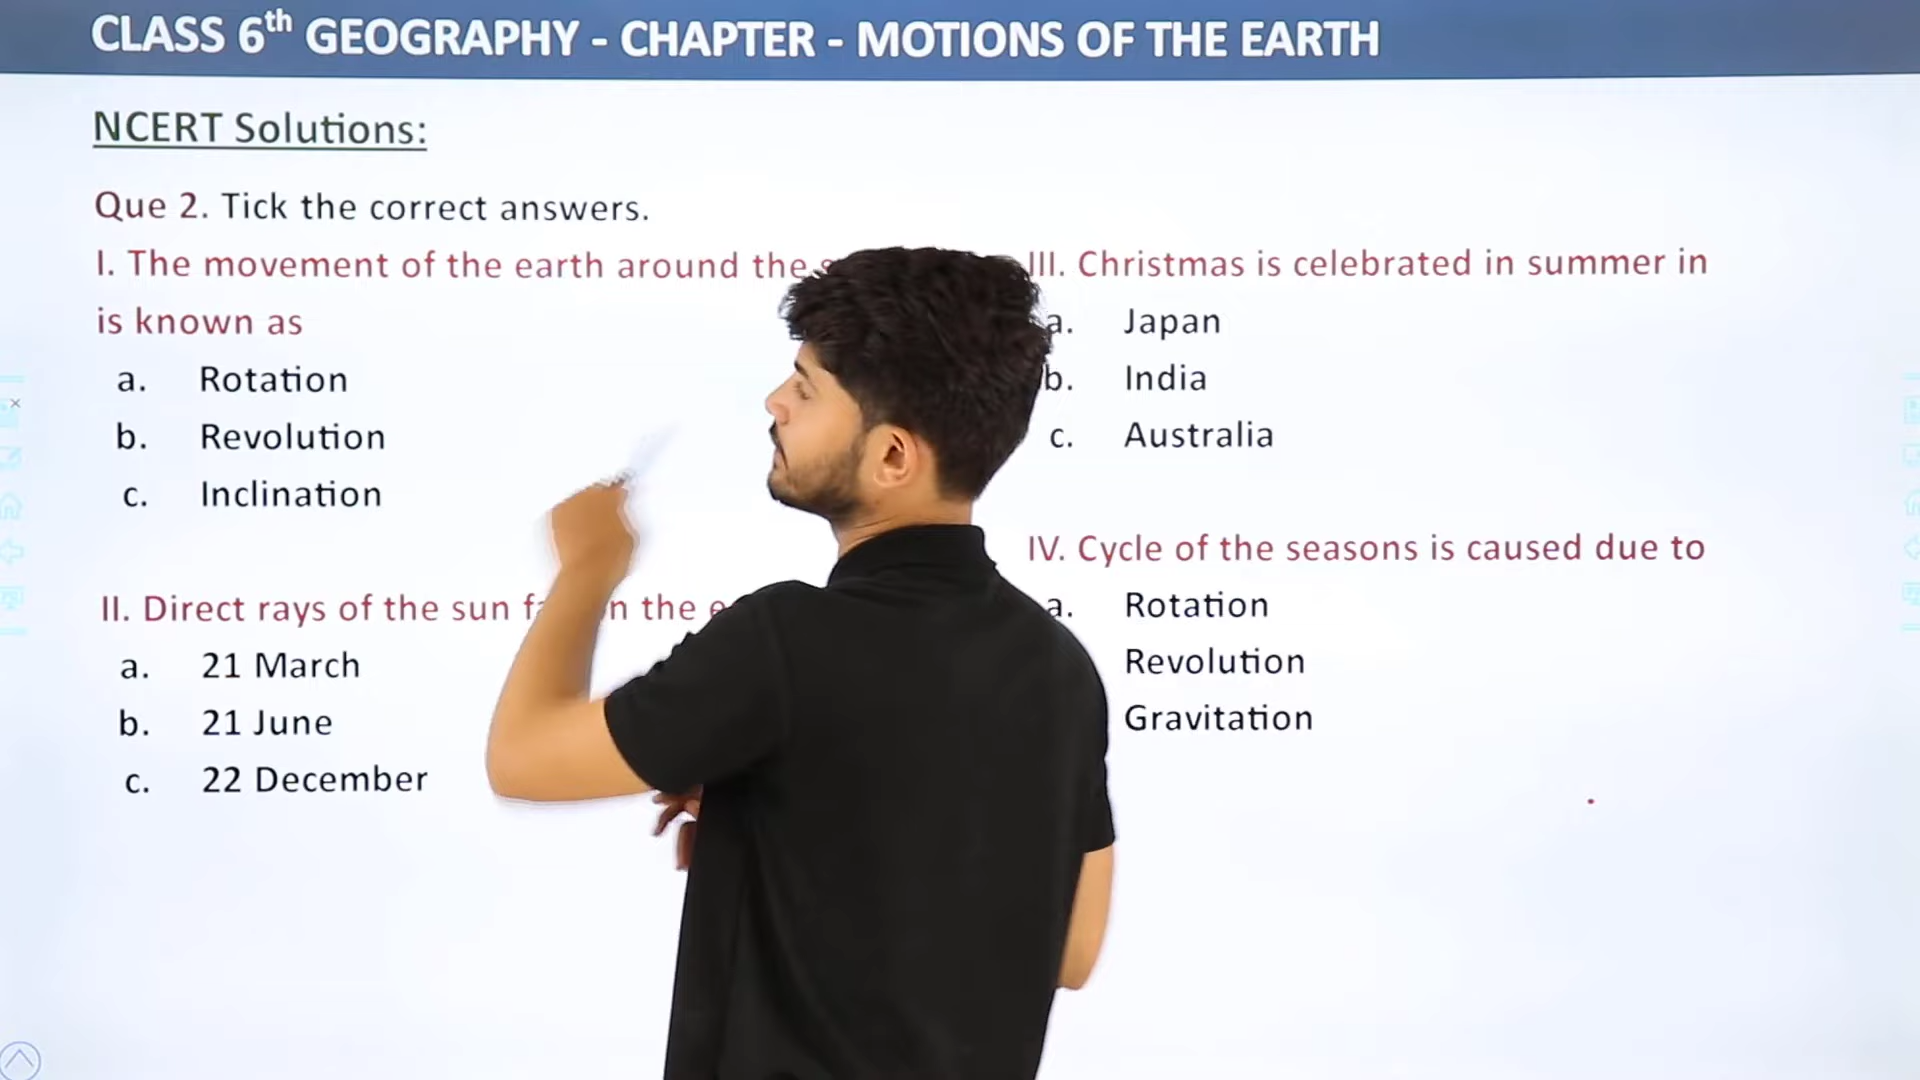 CLASS 6th GEOGRAPHY - CHAPTER - MOTIONS OF THE EARTH
NCERT Solutions:
Que 2. Tick the correct answers.
I. The movement of the earth around the
is known as
a. Rotation
b. Revolution
c. Inclination
II. Direct rays of the sun the
a. 21 March
b. 21 June
c. 22 December
III. Christmas is celebrated in summer in
a. Japan
b. India
c. Australia
IV. Cycle of the seasons is caused due to
a. Rotation
Revolution
Gravitation